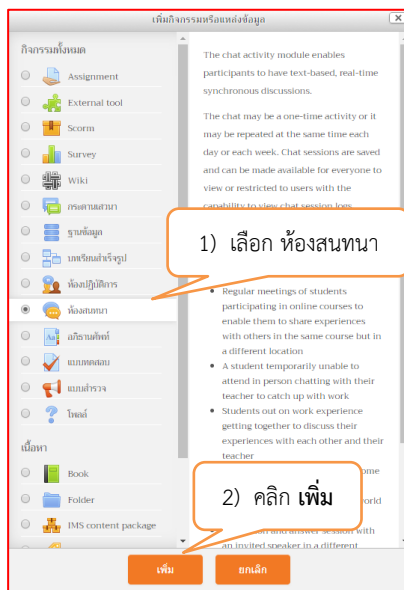 เพิ่มกิจกรรมหรือแหล่งข้อมูล
กิจกรรมทั้งหมด
Assignment
External tool
Scorm
Survey
Wiki
กระดานเสวนา
ฐานข้อมูล
บทเรียนสำเร็จรูป
ห้องปฏิบัติการ
ห้องสนทนา
อภิธานศัพท์
แบบทดสอบ
แบบสำรวจ
โพลล์
เนื้อหา
Book
Folder
IMS content package
The chat activity module enables
participants to have text-based, real-time
synchronous discussions.
The chat may be a one-time activity or it
may be repeated at the same time each
day or each week. Chat sessions are saved
and can be made available for everyone to
view or restricted to users with the
capability to view chat session logs.
1) เลือก ห้องสนทนา
Regular meetings of students
participating in online courses to
enable them to share experiences
with others in the same course but in
a different location
A student temporarily unable to
attend in person chatting with their
teacher to catch up with work
Students out on work experience
getting together to discuss their
experiences with each other and their
teacher
2) คลิก เพิ่ม
and answer session with
an invited speaker in a different
เพิ่ม
ยกเลิก